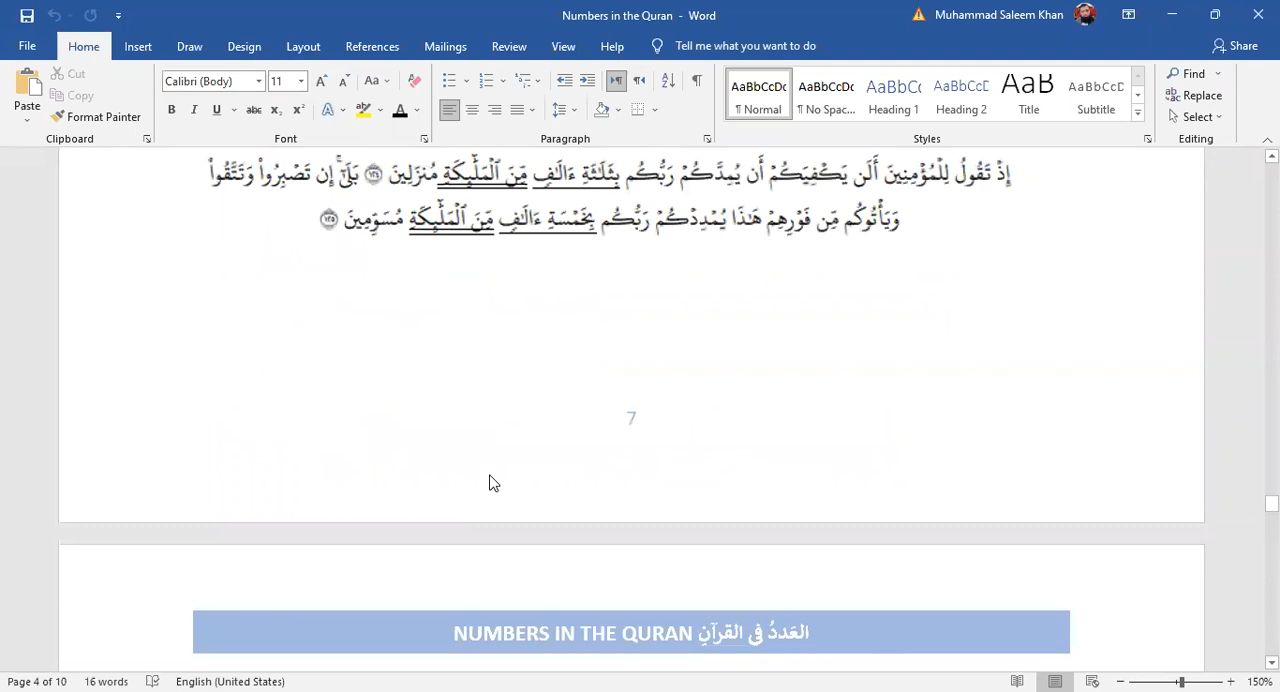 Numbers in the Quran - Word
Muhammad Saleem Khan
File Home Insert Draw Design Layout References Mailings Review View Help Tell me what you want to do Share
Paste
Cut
Copy
Format Painter
Clipboard
Calibri (Body) 11
Font
Paragraph
AaBbCcDc AaBbCcDc AaBbCc AaBbCcD AaB AaBbCcD
¶ Normal ¶ No Spac... Heading 1 Heading 2 Title Subtitle
Styles
Find
Replace
Select
Editing
إِذْ تَقُولُ لِلْمُؤْمِنِينَ أَلَن يَكْفِيَكُمْ أَن يُمِدَّكُمْ رَبُّكُم بِثَلَٰثَةِ ءَالَٰفٍ مِّنَ ٱلْمَلَٰٓئِكَةِ مُنزَلِينَ ١٢٤ بَلَىٰٓ ۚ إِن تَصْبِرُوا۟ وَتَتَّقُوا۟
وَيَأْتُوكُم مِّن فَوْرِهِمْ هَٰذَا يُمْدِدْكُمْ رَبُّكُم بِخَمْسَةِ ءَالَٰفٍ مِّنَ ٱلْمَلَٰٓئِكَةِ مُسَوِّمِينَ ١٢٥
7
NUMBERS IN THE QURAN العَددُ فِى القرآنِ
Page 4 of 10 16 words English (United States) 150%